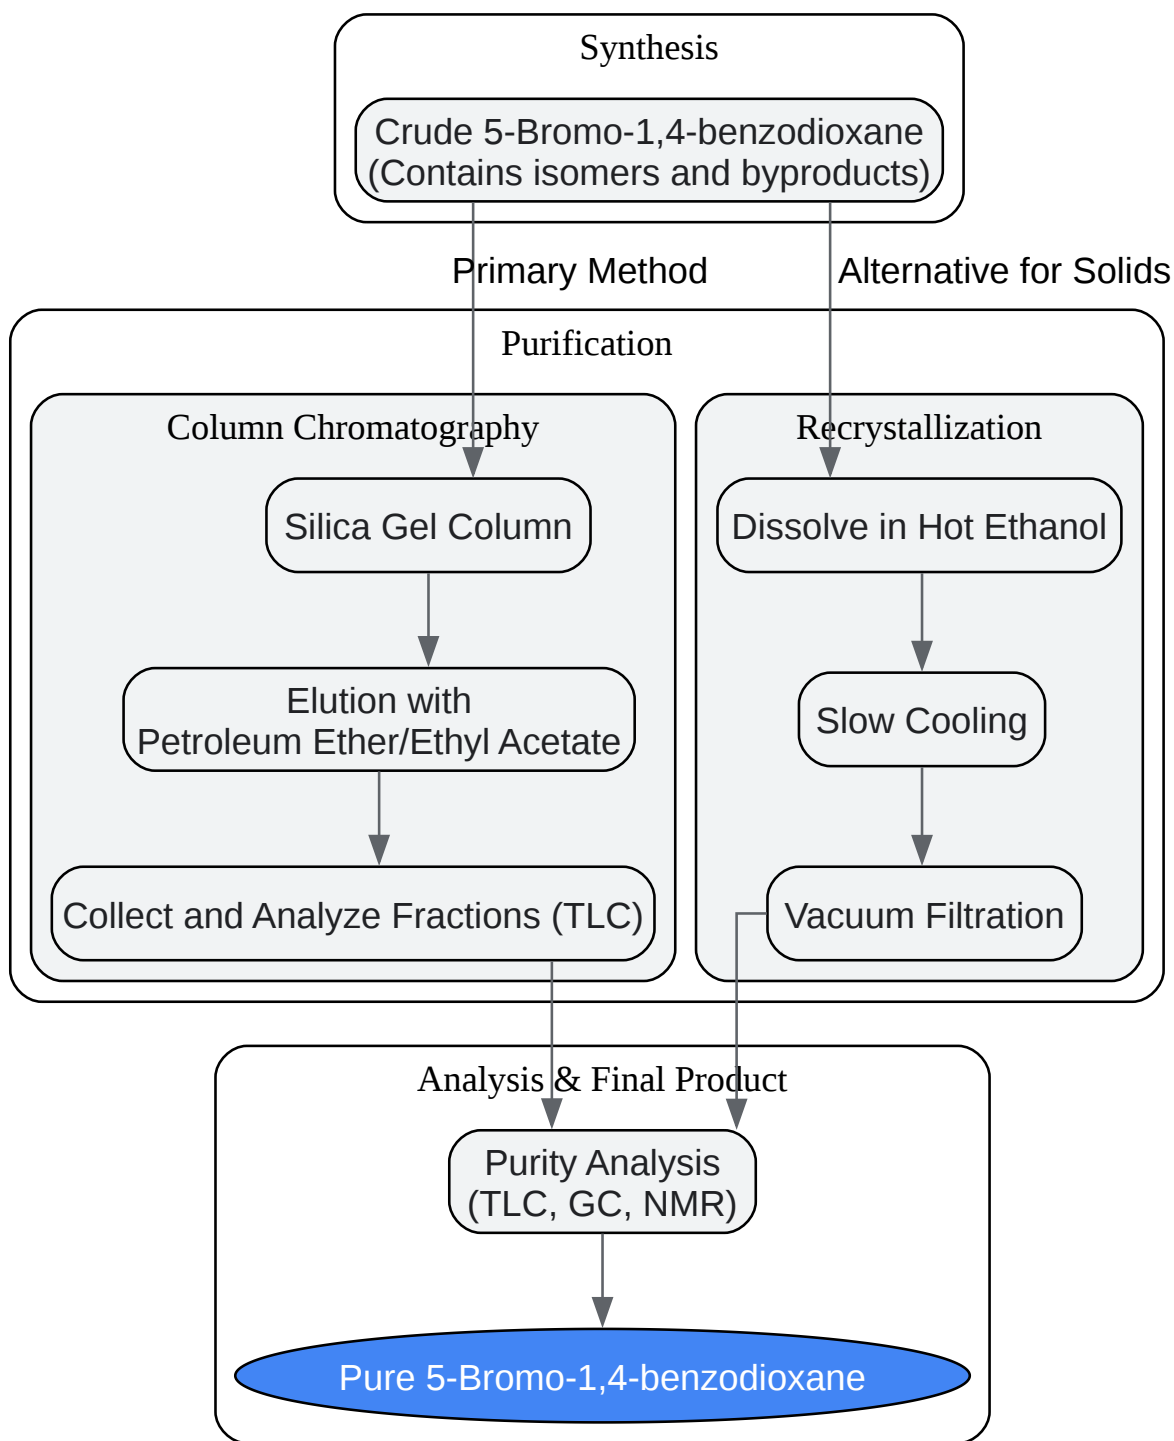 Synthesis
Crude 5-Bromo-1,4-benzodioxane
(Contains isomers and byproducts)
Primary Method
Alternative for Solids
Purification
Column Chromatography
Silica Gel Column
Elution with
Petroleum Ether/Ethyl Acetate
Collect and Analyze Fractions (TLC)
Recrystallization
Dissolve in Hot Ethanol
Slow Cooling
Vacuum Filtration
Analysis & Final Product
Purity Analysis
(TLC, GC, NMR)
Pure 5-Bromo-1,4-benzodioxane